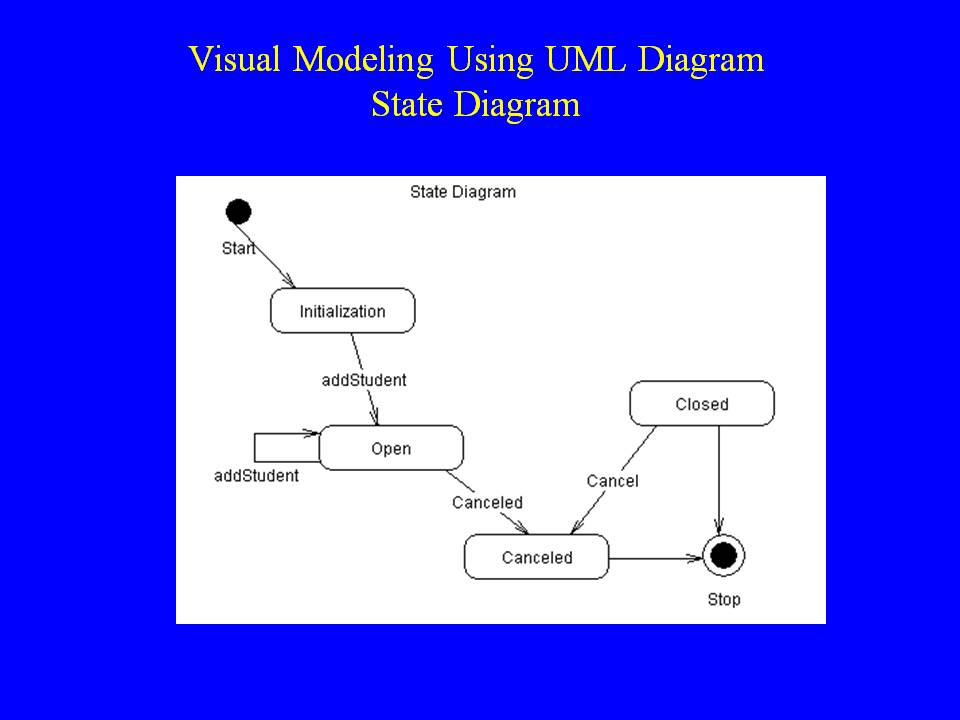 Visual Modeling Using UML Diagram
State Diagram
State Diagram
Start
Initialization
addStudent
Closed
Open
addStudent
Cancel
Canceled
Canceled
Stop